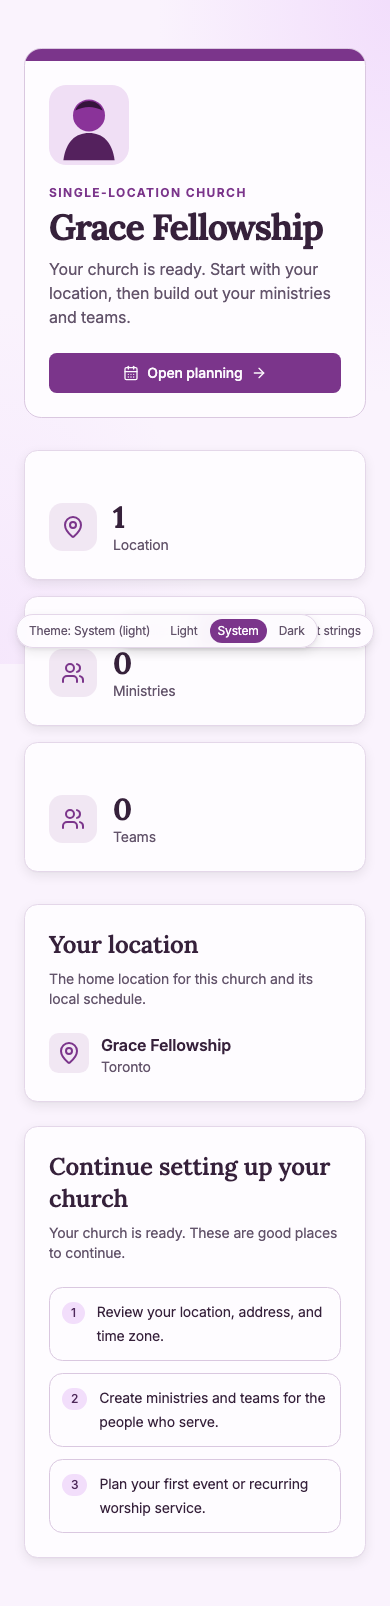 SINGLE-LOCATION CHURCH
Grace Fellowship
Your church is ready. Start with your
location, then build out your ministries
and teams.
Open planning
1
Location
Theme: System (light) Light System Dark t strings
0
Ministries
0
Teams
Your location
The home location for this church and its
local schedule.
Grace Fellowship
Toronto
Continue setting up your
church
Your church is ready. These are good places
to continue.
1 Review your location, address, and
time zone.
2 Create ministries and teams for the
people who serve.
3 Plan your first event or recurring
worship service.